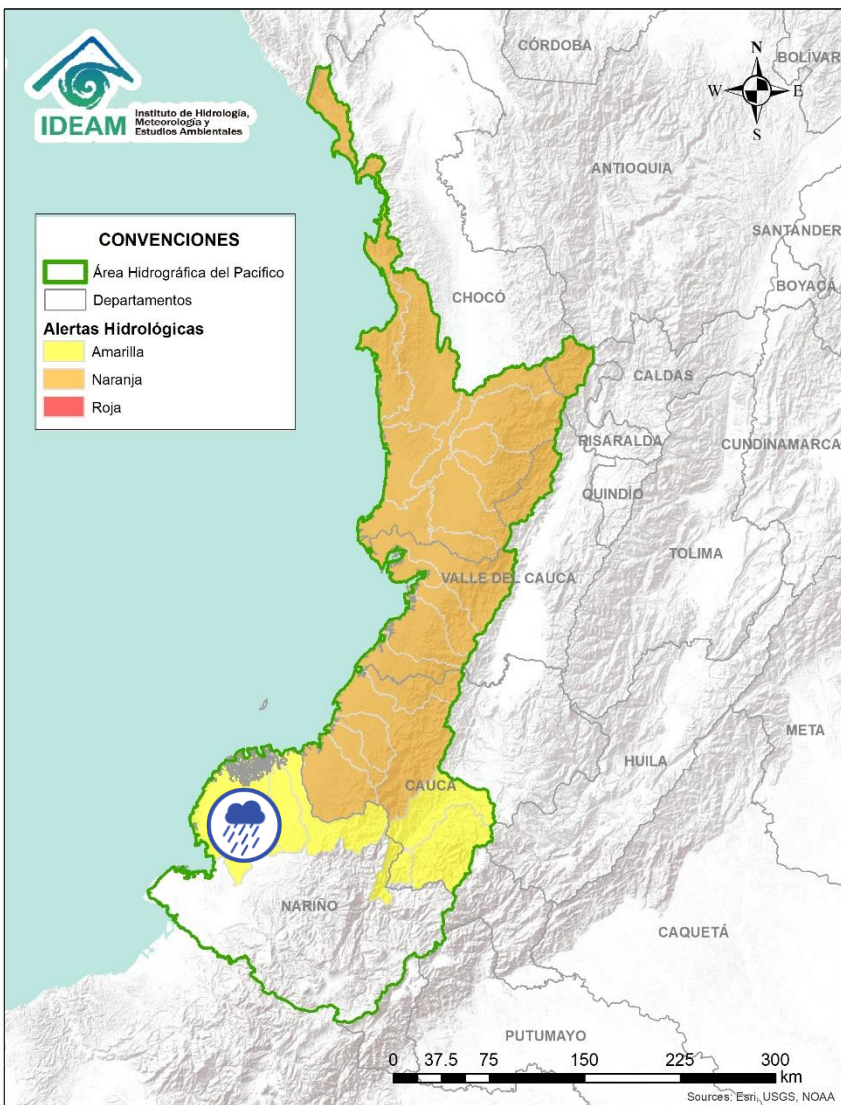 IDEAM
Instituto de Hidrología,
Meteorología y
Estudios Ambientales
CONVENCIONES
Área Hidrográfica del Pacifico
Departamentos
Alertas Hidrológicas
Amarilla
Naranja
Roja
N
W
E
S
CÓRDOBA
BOLÍVAR
ANTIOQUIA
SANTANDER
BOYACÁ
CHOCÓ
CALDAS
RISARALDA
CUNDINAMARCA
QUINDÍO
TOLIMA
VALLE DEL CAUCA
META
HUILA
CAUCA
NARIÑO
CAQUETÁ
PUTUMAYO
0 37.5 75 150 225 300
km
Sources: Esri, USGS, NOAA